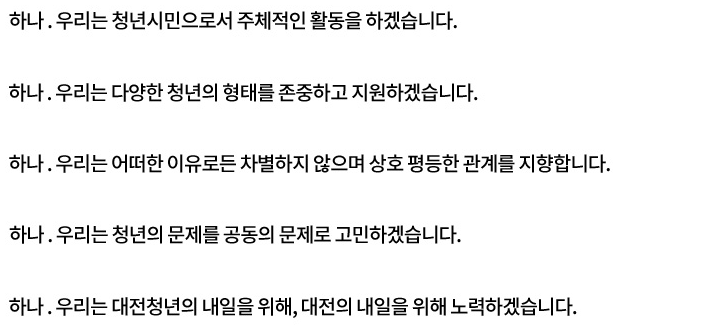 하나 . 우리는 청년시민으로서 주체적인 활동을 하겠습니다.
하나 . 우리는 다양한 청년의 형태를 존중하고 지원하겠습니다.
하나 . 우리는 어떠한 이유로든 차별하지 않으며 상호 평등한 관계를 지향합니다.
하나 . 우리는 청년의 문제를 공동의 문제로 고민하겠습니다.
하나 . 우리는 대전청년의 내일을 위해, 대전의 내일을 위해 노력하겠습니다.